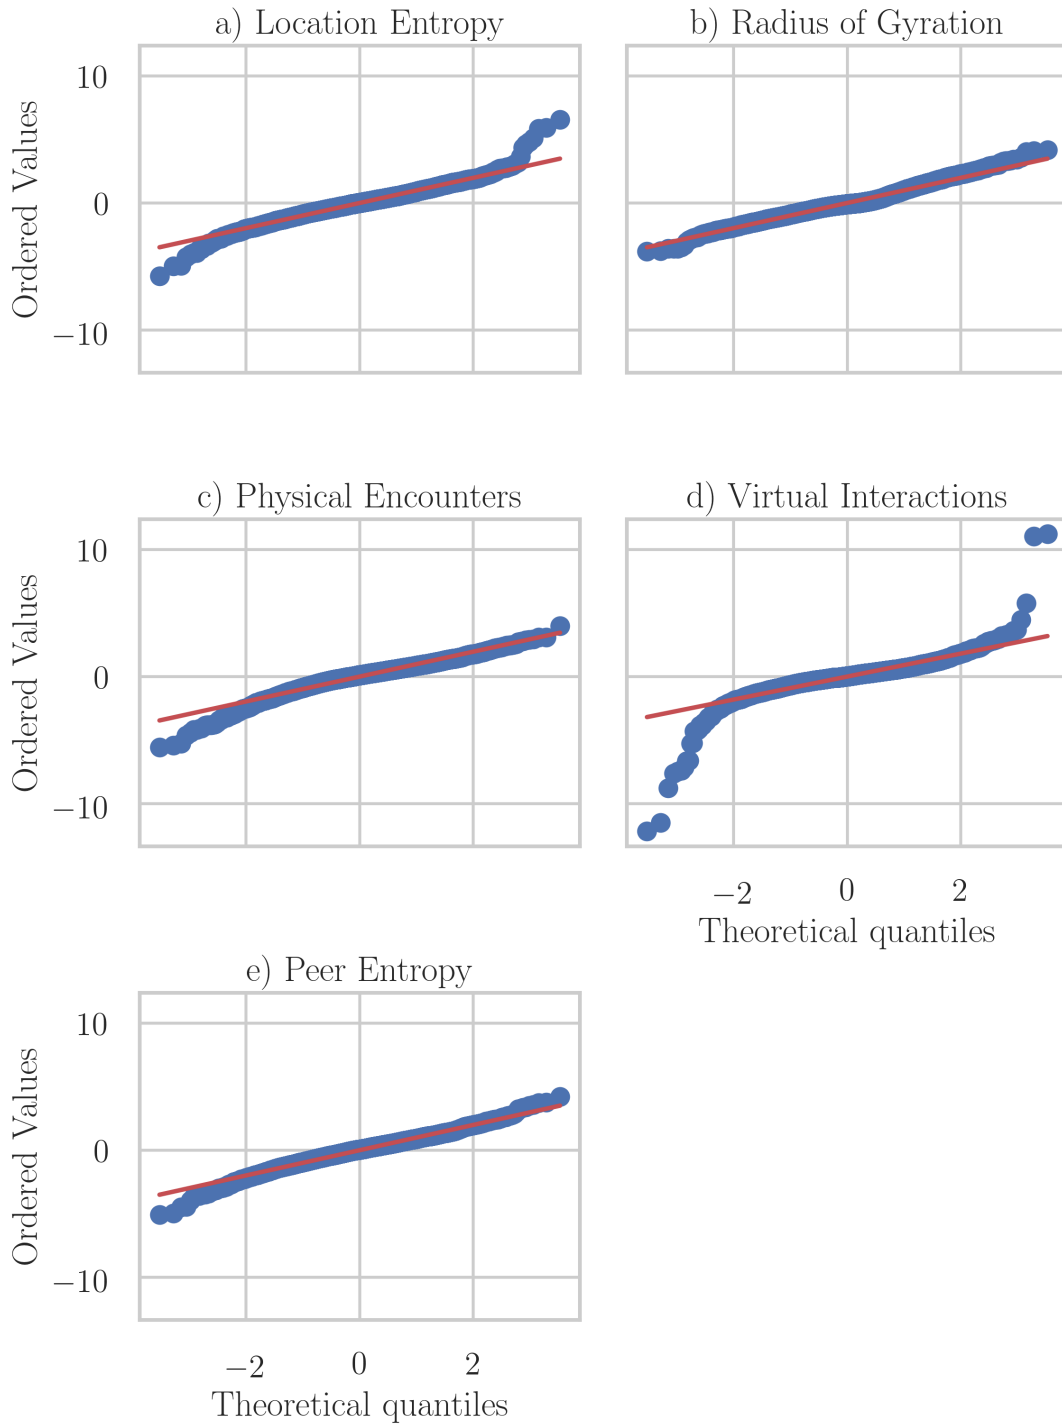 a) Location Entropy
b) Radius of Gyration
Ordered Values
10
0
−10
c) Physical Encounters
d) Virtual Interactions
Ordered Values
10
0
−10
−2 0 2
Theoretical quantiles
e) Peer Entropy
Ordered Values
10
0
−10
−2 0 2
Theoretical quantiles